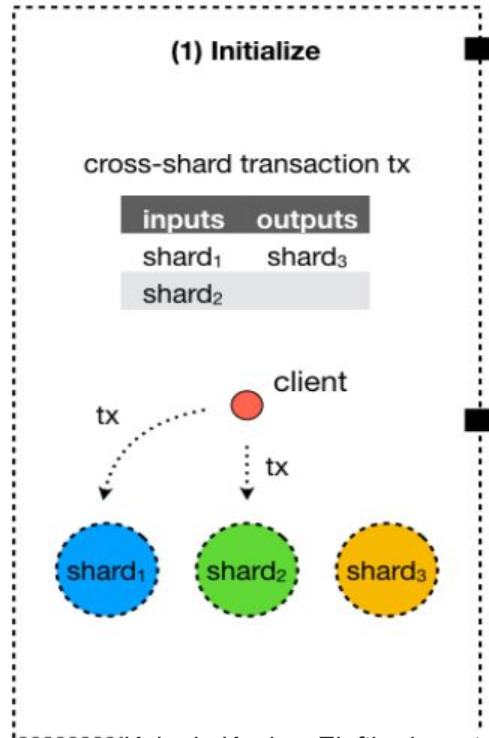 (1) Initialize
cross-shard transaction tx
inputs outputs
shard₁ shard₃
shard₂
client
tx
tx
shard₁ shard₂ shard₃